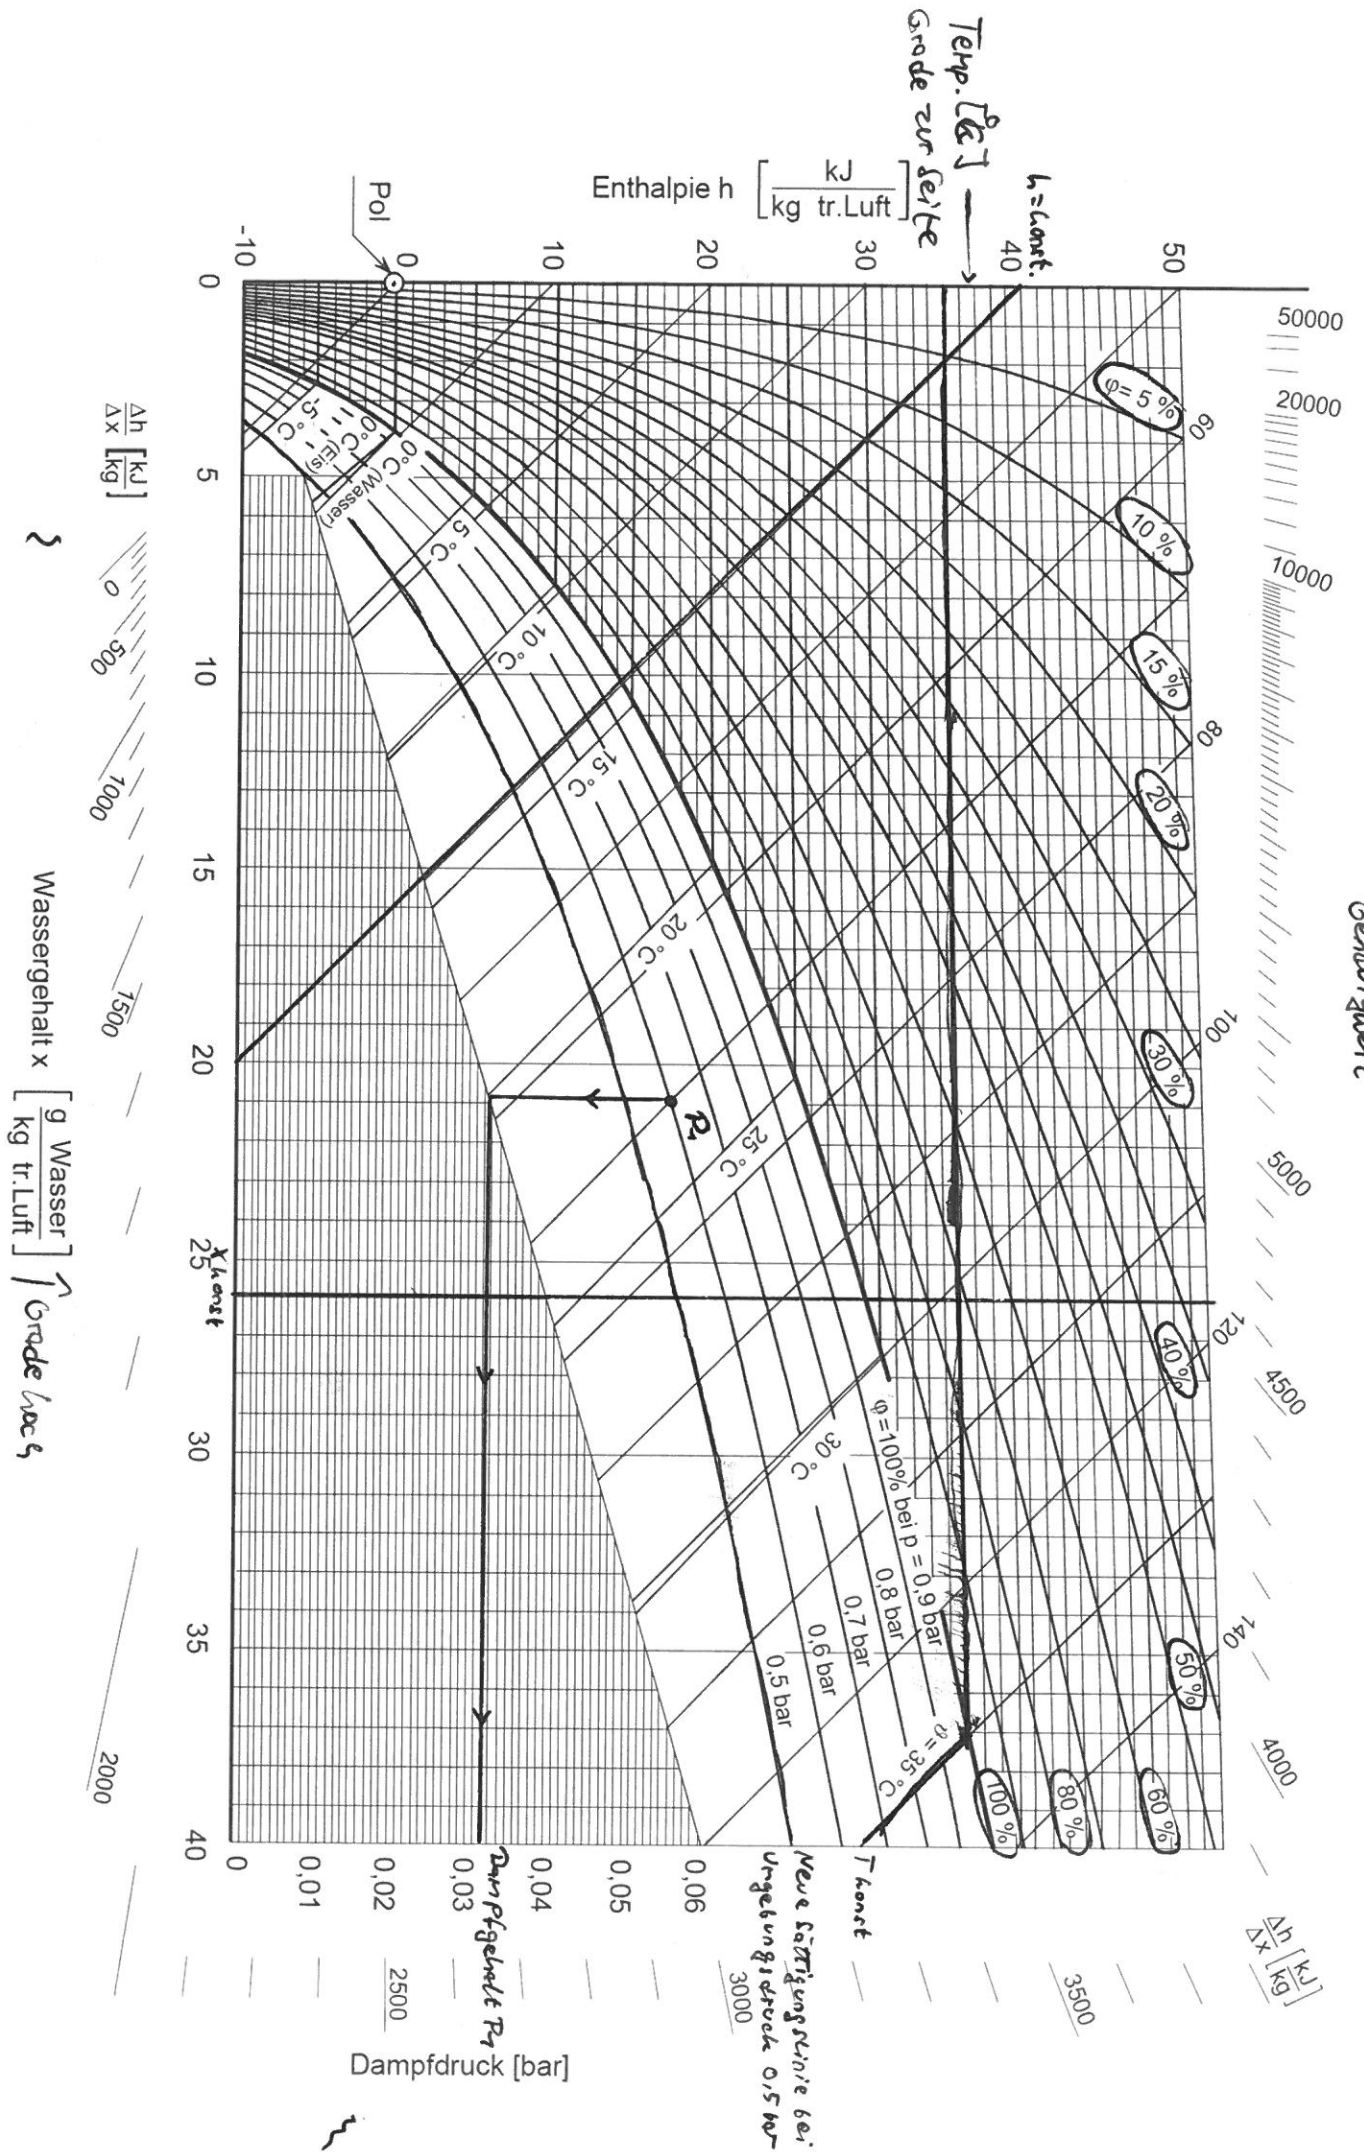 Temp. [°C]
Grade zur Seite
h=konst.
Enthalpie h [kJ / kg tr.Luft]
Pol
-10
0
10
20
30
40
50
50000
20000
10000
5000
4500
4000
3500
3000
2500
2000
1500
1000
500
0
Δh/Δx [kJ/kg]
Δh/Δx [kJ/kg]
60
80
100
120
140
φ= 5 %
10 %
15 %
20 %
30 %
40 %
50 %
60 %
80 %
100 %
-5 °C
0°C (Eis)
0°C (Wasser)
5 °C
10 °C
15 °C
20 °C
25 °C
30 °C
ϑ = 35 °C
φ=100% bei p = 0,9 bar
0,8 bar
0,7 bar
0,6 bar
0,5 bar
P₁
0
5
10
15
20
25
30
35
40
x konst
Wassergehalt x [g Wasser / kg tr.Luft]
Grade hoch
0
0,01
0,02
0,03
0,04
0,05
0,06
Dampfgehalt P₁
Dampfdruck [bar]
T konst
Neue Sättigungslinie bei
Umgebungsdruck 0,5 bar